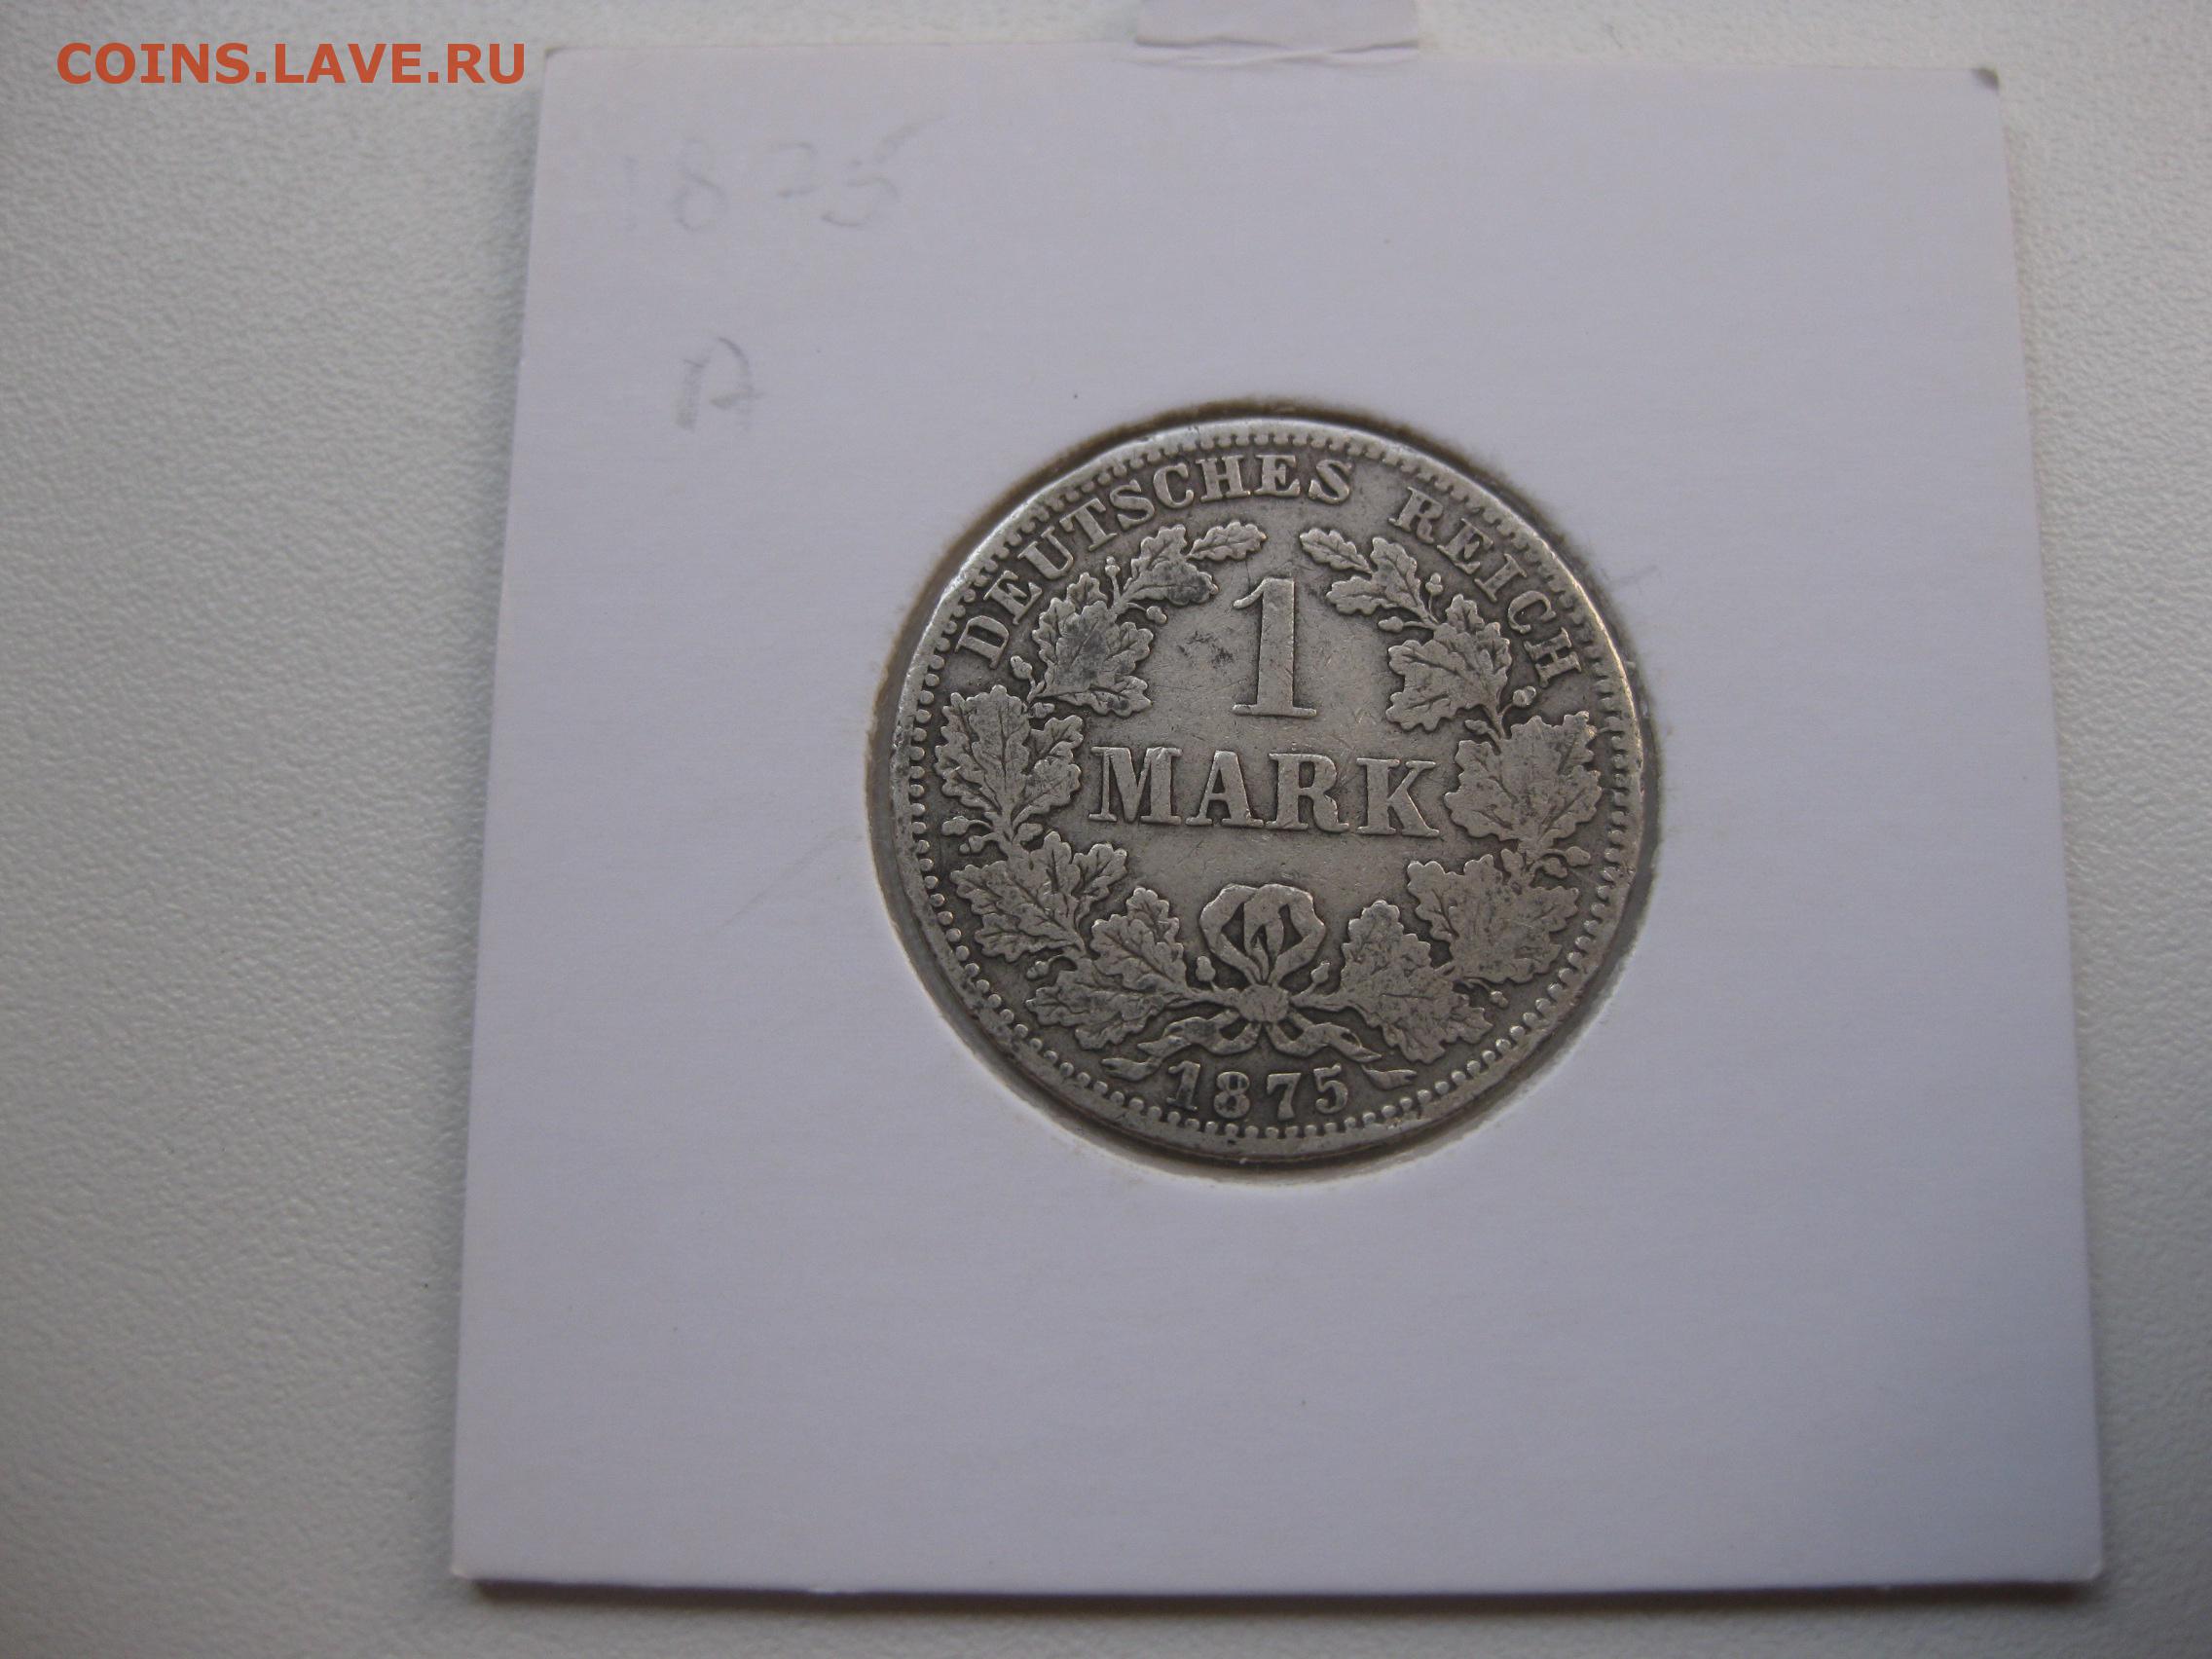 COINS.LAVE.RU
1875
A
DEUTSCHES REICH
1
MARK
1875